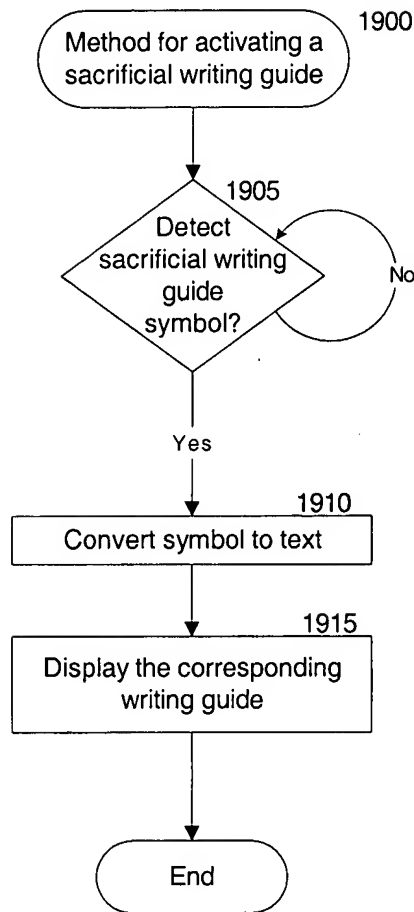 Method for activating a
sacrificial writing guide
1900
1905
Detect
sacrificial writing
guide
symbol?
No
Yes
1910
Convert symbol to text
1915
Display the corresponding
writing guide
End